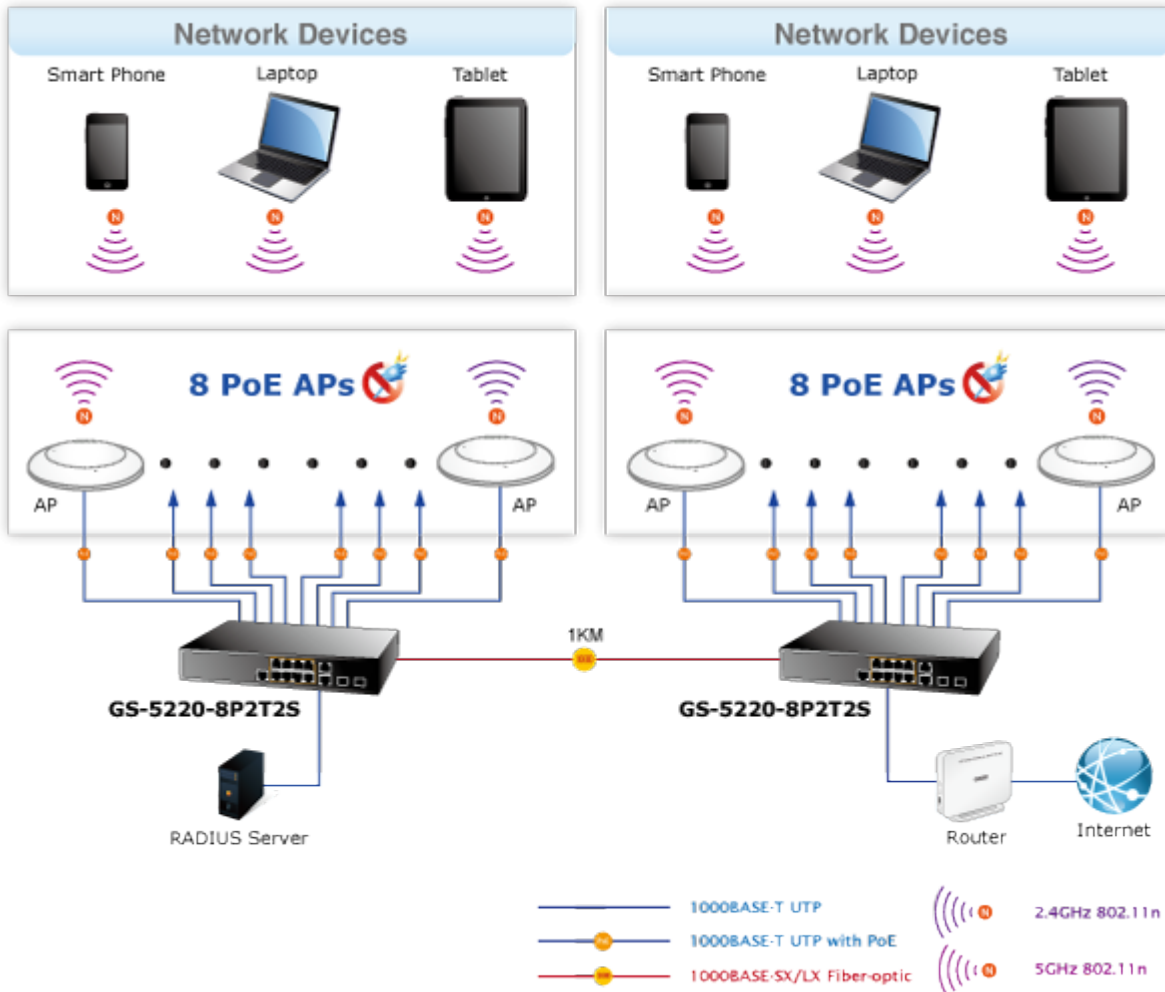 Network Devices
Smart Phone
Laptop
Tablet
Network Devices
Smart Phone
Laptop
Tablet
N
N
N
N
N
N
8 PoE APs
8 PoE APs
N
N
N
N
AP
AP
AP
AP
1KM
GS-5220-8P2T2S
GS-5220-8P2T2S
RADIUS Server
Router
Internet
1000BASE-T UTP
N
2.4GHz 802.11n
1000BASE-T UTP with PoE
1000BASE-SX/LX Fiber-optic
N
5GHz 802.11n